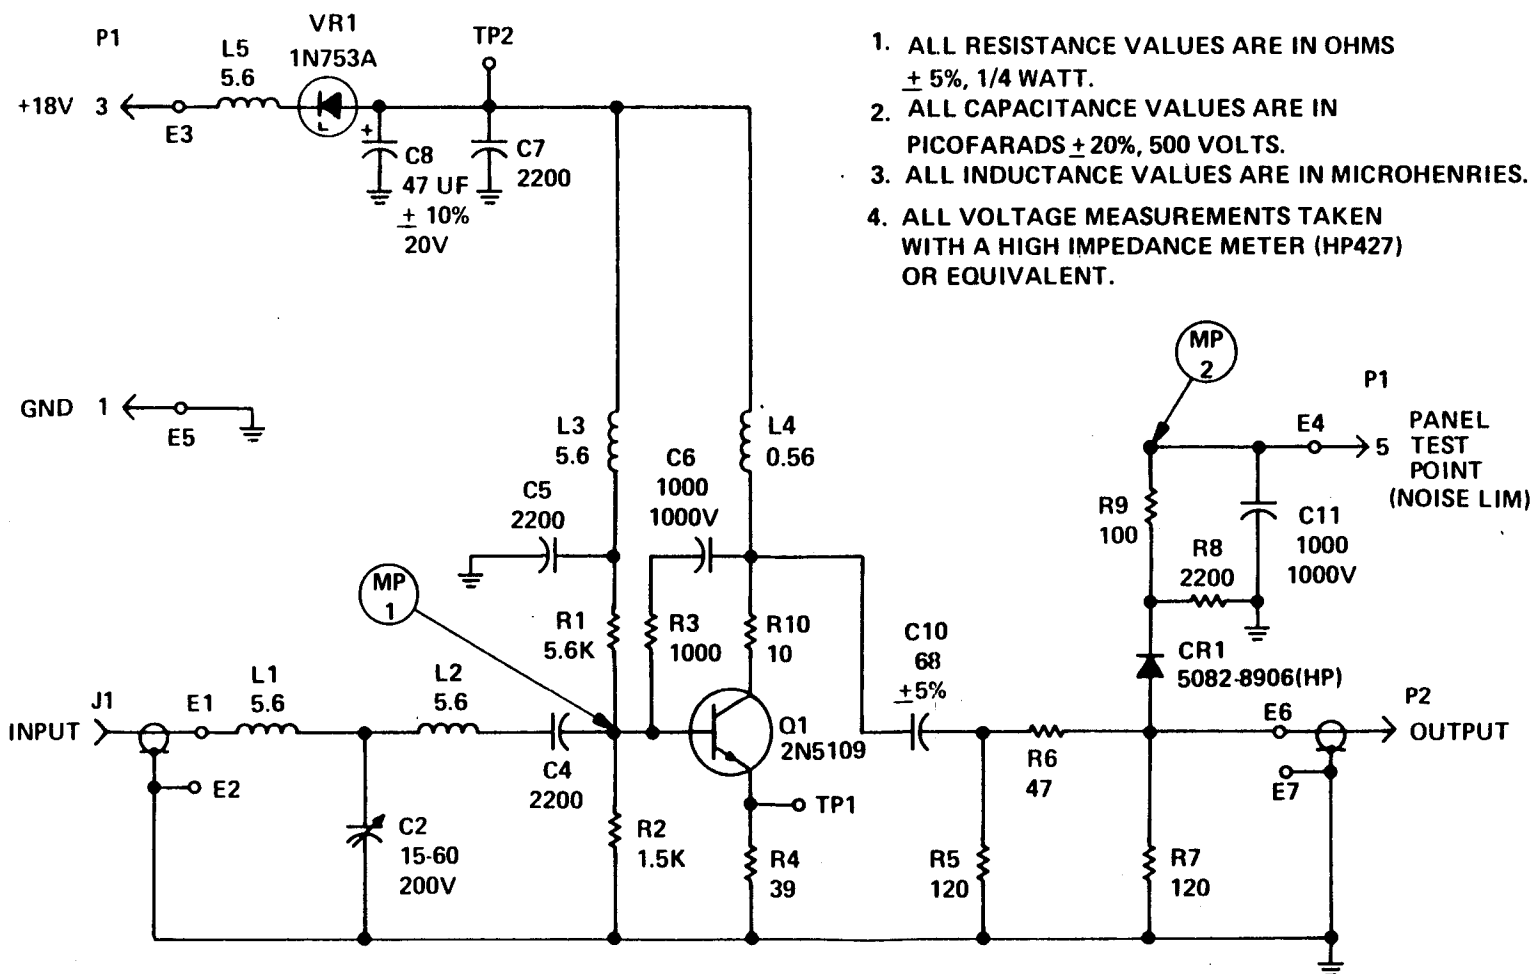 P1
L5
5.6
VR1
1N753A
TP2
+18V 3
E3
+
C8
47 UF
± 10%
20V
C7
2200
1. ALL RESISTANCE VALUES ARE IN OHMS
± 5%, 1/4 WATT.
2. ALL CAPACITANCE VALUES ARE IN
PICOFARADS ± 20%, 500 VOLTS.
3. ALL INDUCTANCE VALUES ARE IN MICROHENRIES.
4. ALL VOLTAGE MEASUREMENTS TAKEN
WITH A HIGH IMPEDANCE METER (HP427)
OR EQUIVALENT.
GND 1
E5
L3
5.6
L4
0.56
C6
1000
1000V
C5
2200
MP
1
R1
5.6K
R3
1000
R10
10
MP
2
P1
E4
5
PANEL
TEST
POINT
(NOISE LIM)
R9
100
C11
1000
1000V
R8
2200
CR1
5082-8906(HP)
C10
68
±5%
J1
INPUT
E1
L1
5.6
L2
5.6
E2
C4
2200
Q1
2N5109
TP1
C2
15-60
200V
R2
1.5K
R4
39
R5
120
R6
47
R7
120
E6
E7
P2
OUTPUT